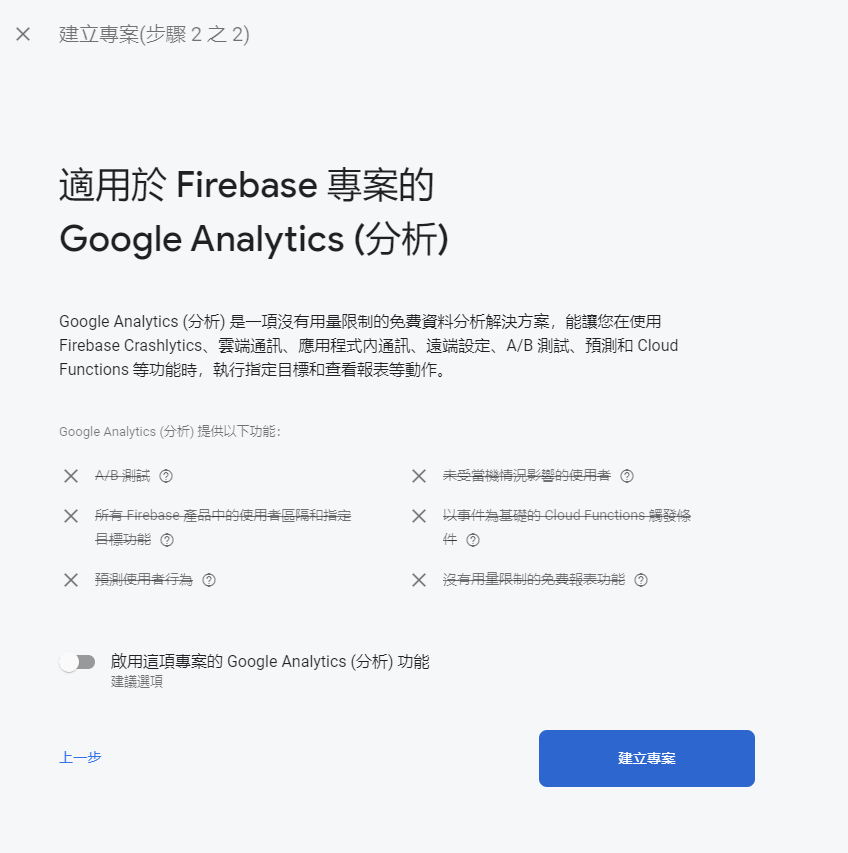 建立專案(步驟 2 之 2)
適用於 Firebase 專案的
Google Analytics (分析)
Google Analytics (分析) 是一項沒有用量限制的免費資料分析解決方案，能讓您在使用
Firebase Crashlytics、雲端通訊、應用程式內通訊、遠端設定、A/B 測試、預測和 Cloud
Functions 等功能時，執行指定目標和查看報表等動作。
Google Analytics (分析) 提供以下功能：
A/B 測試
未受當機情況影響的使用者
所有 Firebase 產品中的使用者區隔和指定
目標功能
以事件為基礎的 Cloud Functions 觸發條
件
預測使用者行為
沒有用量限制的免費報表功能
啟用這項專案的 Google Analytics (分析) 功能
建議選項
上一步
建立專案